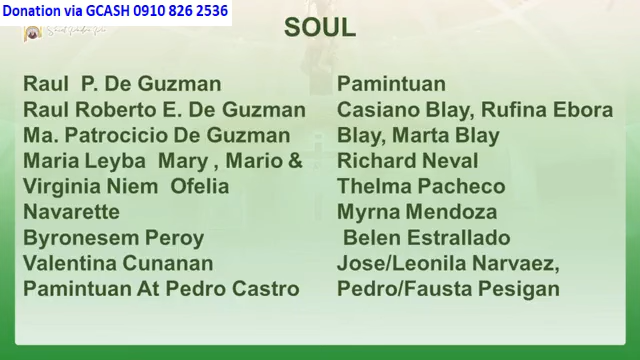 Donation via GCASH 0910 826 2536
SOUL
Raul P. De Guzman
Raul Roberto E. De Guzman
Ma. Patrocicio De Guzman
Maria Leyba Mary , Mario &
Virginia Niem Ofelia
Navarette
Byronesem Peroy
Valentina Cunanan
Pamintuan At Pedro Castro
Pamintuan
Casiano Blay, Rufina Ebora
Blay, Marta Blay
Richard Neval
Thelma Pacheco
Myrna Mendoza
Belen Estrallado
Jose/Leonila Narvaez,
Pedro/Fausta Pesigan